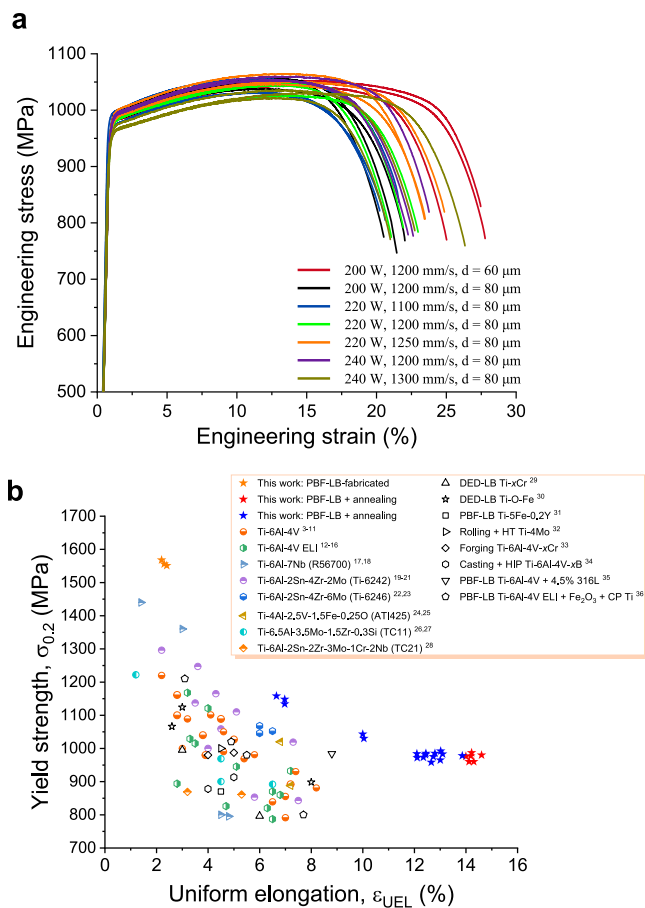 a
1100
1000
900
800
700
600
500
Engineering stress (MPa)
200 W, 1200 mm/s, d = 60 μm
200 W, 1200 mm/s, d = 80 μm
220 W, 1100 mm/s, d = 80 μm
220 W, 1200 mm/s, d = 80 μm
220 W, 1250 mm/s, d = 80 μm
240 W, 1200 mm/s, d = 80 μm
240 W, 1300 mm/s, d = 80 μm
0 5 10 15 20 25 30
Engineering strain (%)
b
This work: PBF-LB-fabricated
This work: PBF-LB + annealing
This work: PBF-LB + annealing
Ti-6Al-4V 3-11
Ti-6Al-4V ELI 12-16
Ti-6Al-7Nb (R56700) 17,18
Ti-6Al-2Sn-4Zr-2Mo (Ti-6242) 19-21
Ti-6Al-2Sn-4Zr-6Mo (Ti-6246) 22,23
Ti-4Al-2.5V-1.5Fe-0.25O (ATI425) 24,25
Ti-6.5Al-3.5Mo-1.5Zr-0.3Si (TC11) 26,27
Ti-6Al-2Sn-2Zr-3Mo-1Cr-2Nb (TC21) 28
DED-LB Ti-xCr 29
DED-LB Ti-O-Fe 30
PBF-LB Ti-5Fe-0.2Y 31
Rolling + HT Ti-4Mo 32
Forging Ti-6Al-4V-xCr 33
Casting + HIP Ti-6Al-4V-xB 34
PBF-LB Ti-6Al-4V + 4.5% 316L 35
PBF-LB Ti-6Al-4V ELI + Fe2O3 + CP Ti 36
1700
1600
1500
1400
1300
1200
1100
1000
900
800
700
Yield strength, σ0.2 (MPa)
0 2 4 6 8 10 12 14 16
Uniform elongation, εUEL (%)